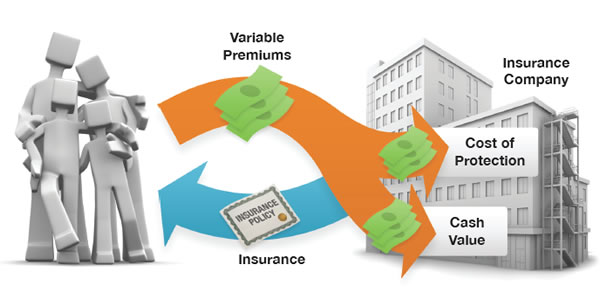 Variable
Premiums
Insurance
Company
Cost of
Protection
INSURANCE
POLICY
Cash
Value
Insurance